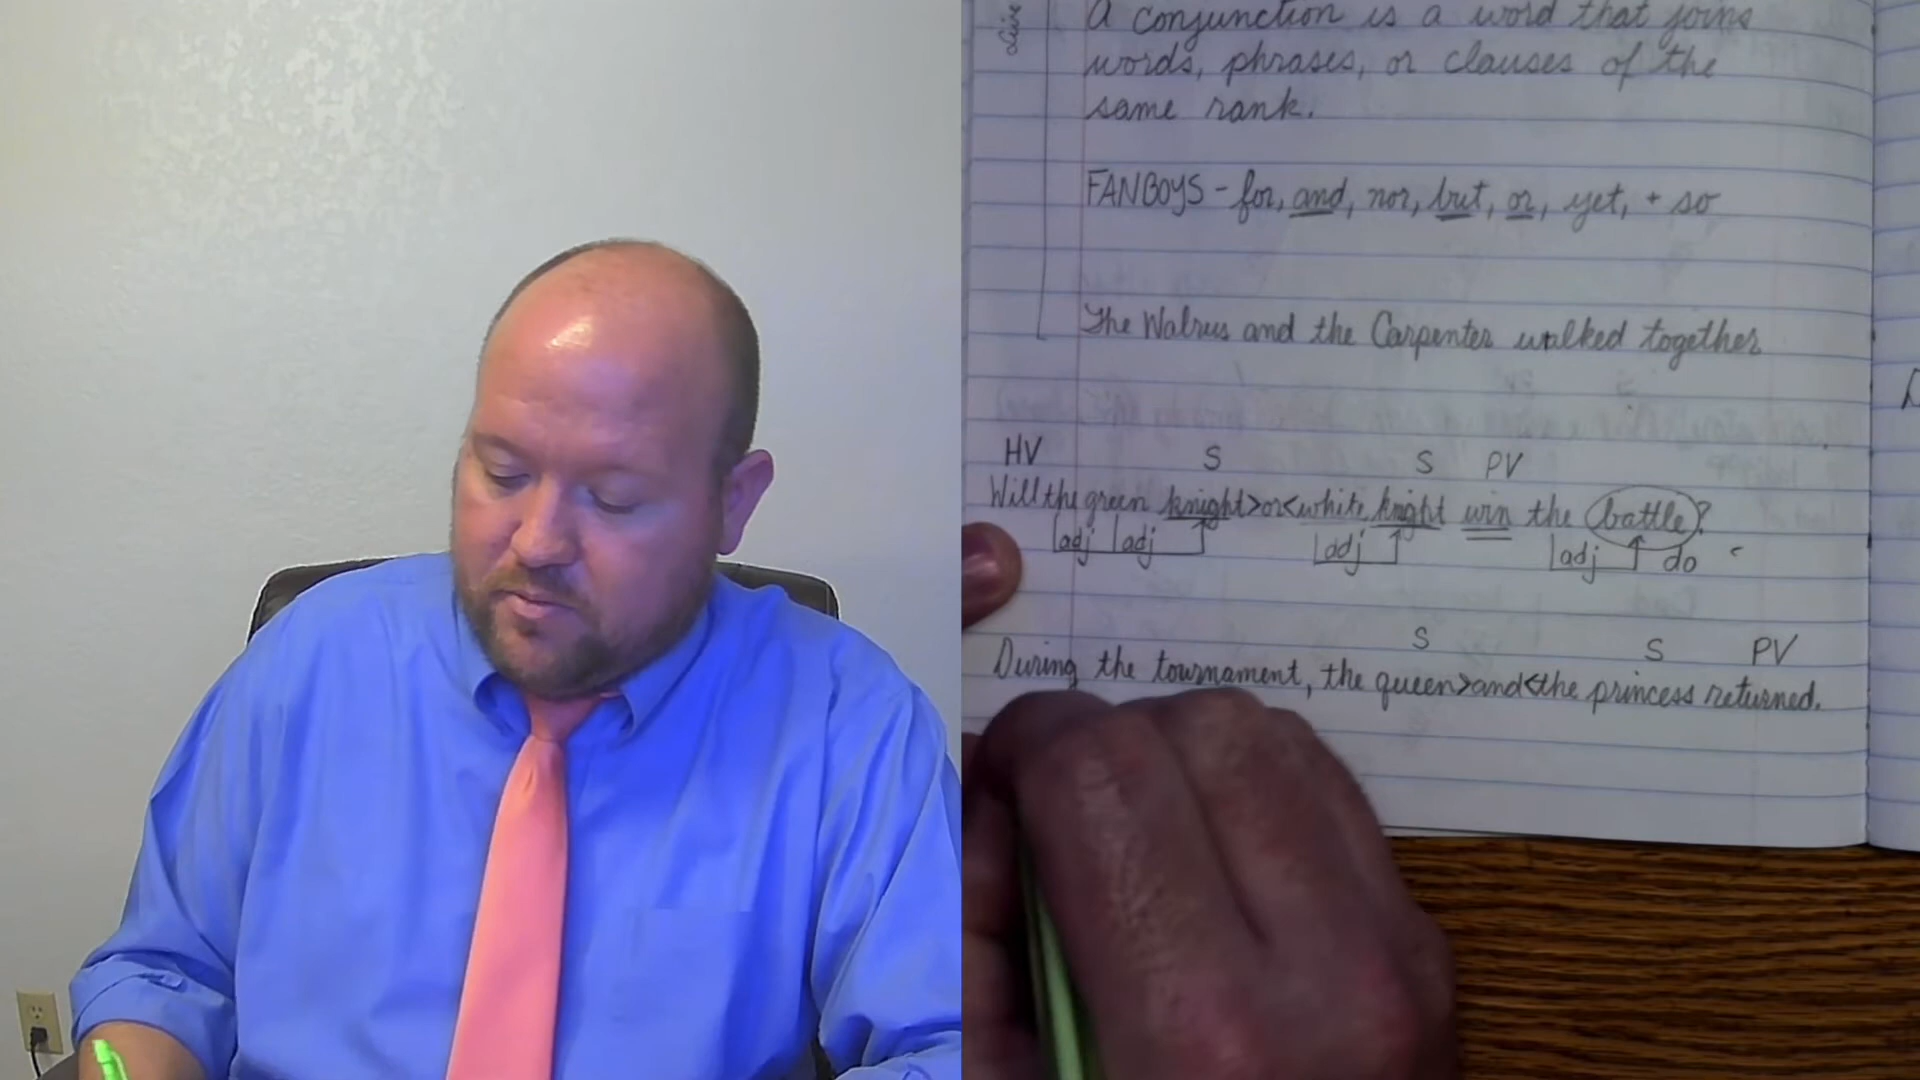 Live
A conjunction is a word that joins
words, phrases, or clauses of the
same rank.
FANBOYS - for, and, nor, but, or, yet, + so
The Walrus and the Carpenter walked together
HV S S PV
Will the green knight>or<white knight win the battle?
adj adj adj adj do
S S PV
During the tournament, the queen>and<the princess returned.